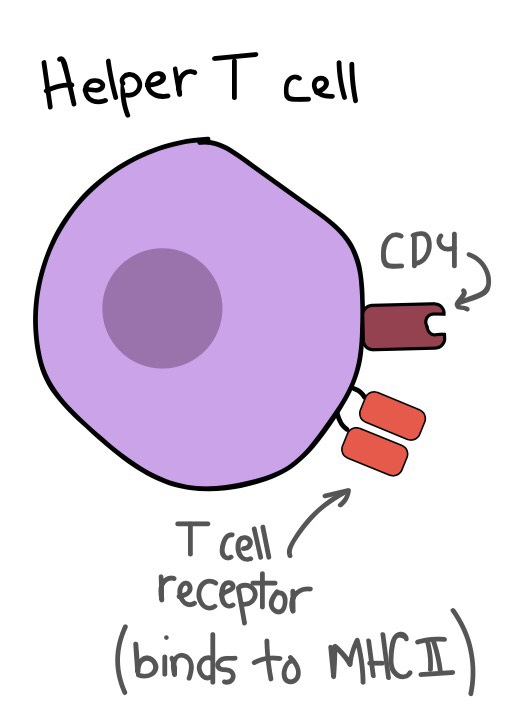 Helper T cell
CD4
T cell
receptor
(binds to MHC II)